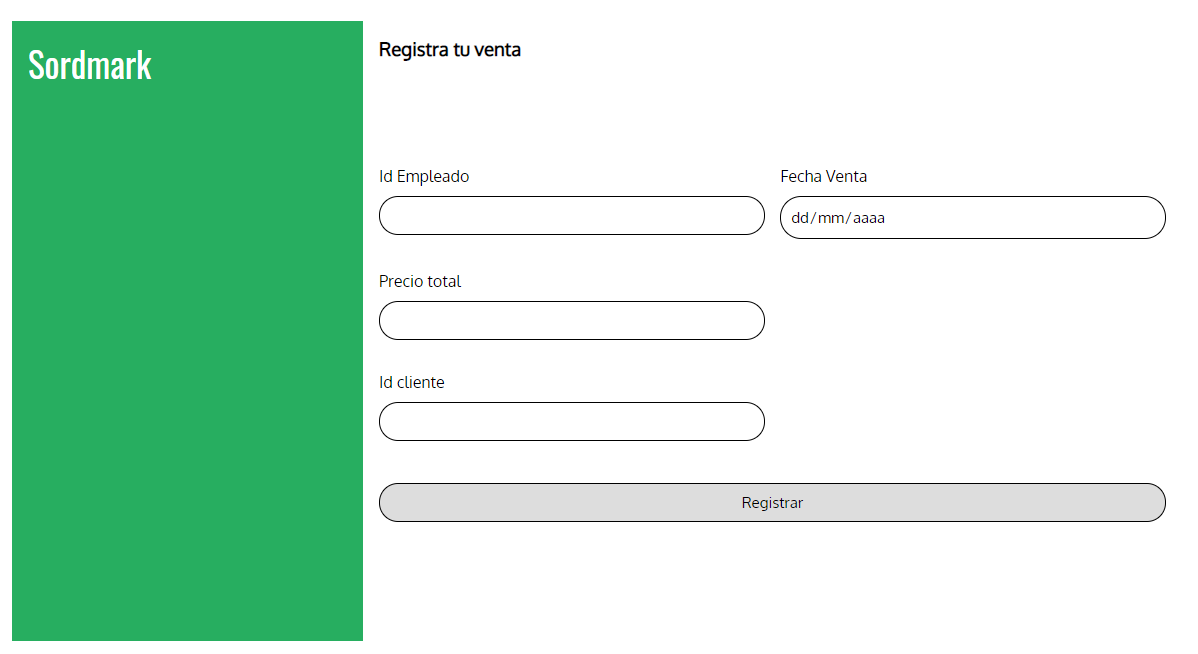 Sordmark
Registra tu venta
Id Empleado
Fecha Venta
dd/mm/aaaa
Precio total
Id cliente
Registrar